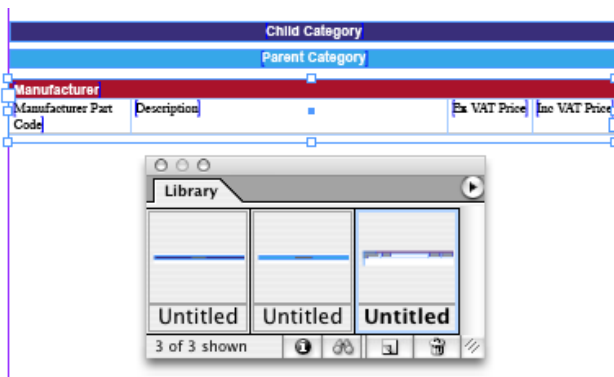 Child Category
Parent Category
Manufacturer
Manufacturer Part Code Description Ex VAT Price Inc VAT Price
Library
Untitled Untitled Untitled
3 of 3 shown